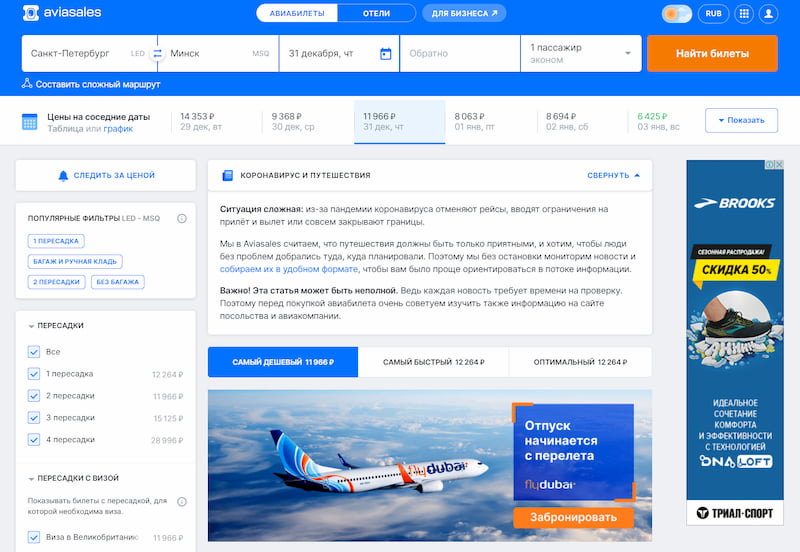 aviasales
АВИАБИЛЕТЫ
ОТЕЛИ
ДЛЯ БИЗНЕСА
RUB
Санкт-Петербург LED
Минск MSQ
31 декабря, чт
Обратно
1 пассажир
эконом
Найти билеты
Составить сложный маршрут
Цены на соседние даты
Таблица или график
14 353 ₽
29 дек, вт
9 368 ₽
30 дек, ср
11 966 ₽
31 дек, чт
8 063 ₽
01 янв, пт
8 694 ₽
02 янв, сб
6 425 ₽
03 янв, вс
Показать
СЛЕДИТЬ ЗА ЦЕНОЙ
ПОПУЛЯРНЫЕ ФИЛЬТРЫ LED - MSQ
1 ПЕРЕСАДКА
БАГАЖ И РУЧНАЯ КЛАДЬ
2 ПЕРЕСАДКИ
БЕЗ БАГАЖА
ПЕРЕСАДКИ
Все
1 пересадка 12 264 ₽
2 пересадки 11 966 ₽
3 пересадки 15 125 ₽
4 пересадки 28 996 ₽
ПЕРЕСАДКИ С ВИЗОЙ
Показывать билеты с пересадкой, для
которой необходима виза.
Виза в Великобритани 11 966 ₽
КОРОНАВИРУС И ПУТЕШЕСТВИЯ
СВЕРНУТЬ
Ситуация сложная: из-за пандемии коронавируса отменяют рейсы, вводят ограничения на
прилёт и вылет или совсем закрывают границы.
Мы в Aviasales считаем, что путешествия должны быть только приятными, и хотим, чтобы люди
без проблем добрались туда, куда планировали. Поэтому мы без остановки мониторим новости и
собираем их в удобном формате, чтобы вам было проще ориентироваться в потоке информации.
Важно! Эта статья может быть неполной. Ведь каждая новость требует времени на проверку.
Поэтому перед покупкой авиабилета очень советуем изучить также информацию на сайте
посольства и авиакомпании.
САМЫЙ ДЕШЕВЫЙ 11 966 ₽
САМЫЙ БЫСТРЫЙ 12 264 ₽
ОПТИМАЛЬНЫЙ 12 264 ₽
flydubai
Отпуск
начинается
с перелета
flydubai
Забронировать
BROOKS
СЕЗОННАЯ РАСПРОДАЖА!
СКИДКА 50%
ИДЕАЛЬНОЕ
СОЧЕТАНИЕ
КОМФОРТА
И ЭФФЕКТИВНОСТИ
С ТЕХНОЛОГИЕЙ
DNA LOFT
ТРИАЛ-СПОРТ